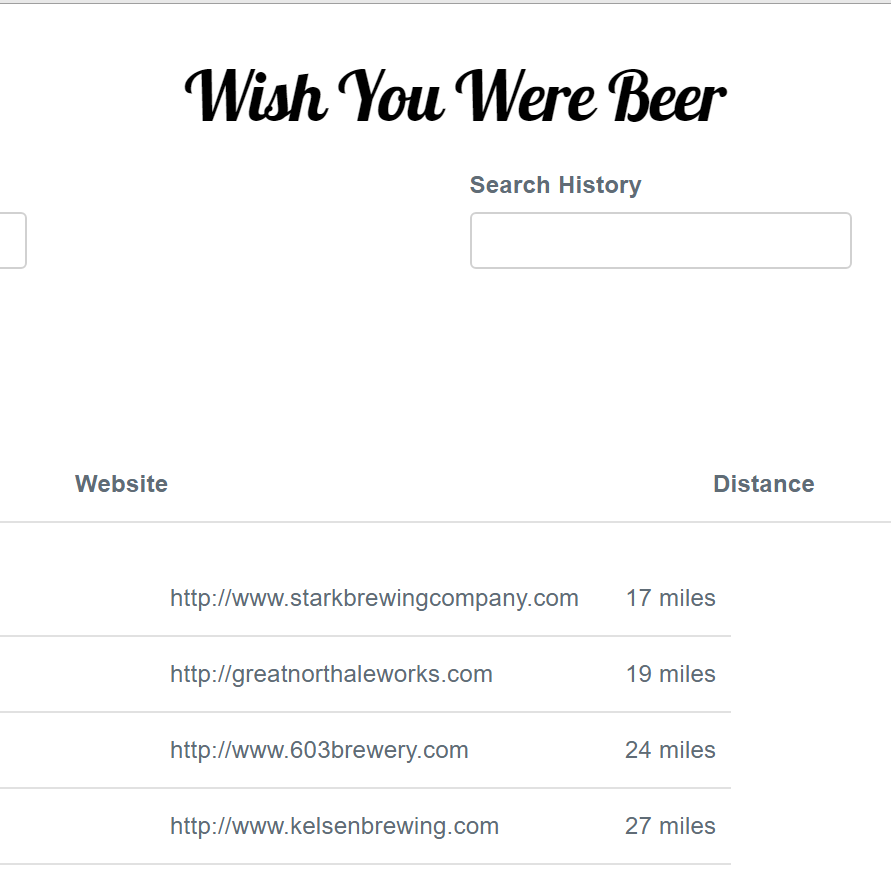 Wish You Were Beer
Search History
Website Distance
http://www.starkbrewingcompany.com 17 miles
http://greatnorthaleworks.com 19 miles
http://www.603brewery.com 24 miles
http://www.kelsenbrewing.com 27 miles